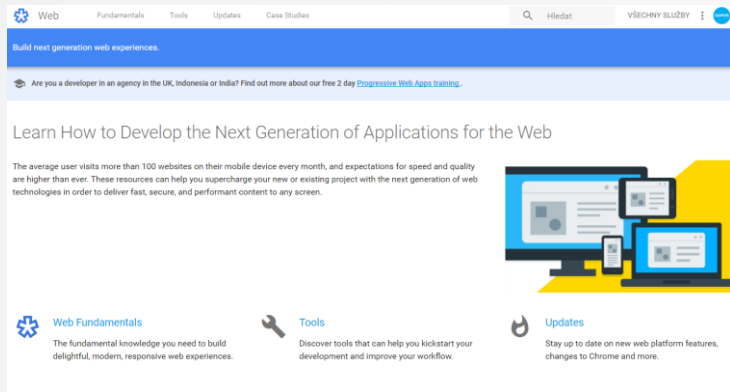 Web Fundamentals Tools Updates Case Studies Hledat VŠECHNY SLUŽBY
Build next generation web experiences.
Are you a developer in an agency in the UK, Indonesia or India? Find out more about our free 2 day Progressive Web Apps training .
Learn How to Develop the Next Generation of Applications for the Web
The average user visits more than 100 websites on their mobile device every month, and expectations for speed and quality
are higher than ever. These resources can help you supercharge your new or existing project with the next generation of web
technologies in order to deliver fast, secure, and performant content to any screen.
Web Fundamentals
The fundamental knowledge you need to build
delightful, modern, responsive web experiences.
Tools
Discover tools that can help you kickstart your
development and improve your workflow.
Updates
Stay up to date on new web platform features,
changes to Chrome and more.